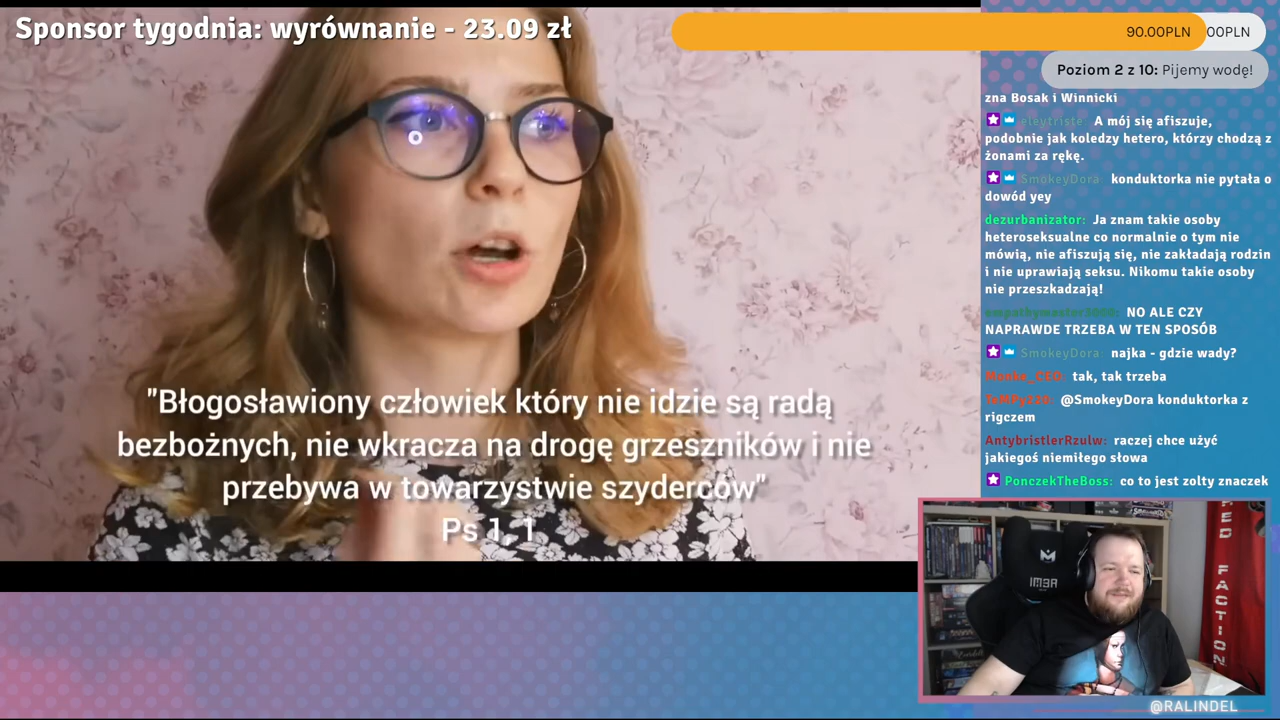 Sponsor tygodnia: wyrównanie - 23.09 zł
90.00PLN
00PLN
Poziom 2 z 10: Pijemy wodę!
zna Bosak i Winnicki
eleytriste: A mój się afiszuje,
podobnie jak koledzy hetero, którzy chodzą z
żonami za rękę.
SmokeyDora: konduktorka nie pytała o
dowód yey
dezurbanizator: Ja znam takie osoby
heteroseksualne co normalnie o tym nie
mówią, nie afiszują się, nie zakładają rodzin
i nie uprawiają seksu. Nikomu takie osoby
nie przeszkadzają!
NO ALE CZY
NAPRAWDE TRZEBA W TEN SPOSÓB
SmokeyDora: najka - gdzie wady?
tak, tak trzeba
@SmokeyDora konduktorka z
rigczem
AntybristlerRzulw: raczej chce użyć
jakiegoś niemiłego słowa
PonczekTheBoss: co to jest zolty znaczek
"Błogosławiony człowiek który nie idzie są radą
bezbożnych, nie wkracza na drogę grzeszników i nie
przebywa w towarzystwie szyderców"
Ps 1, 1
RED FACTION
@RALINDEL